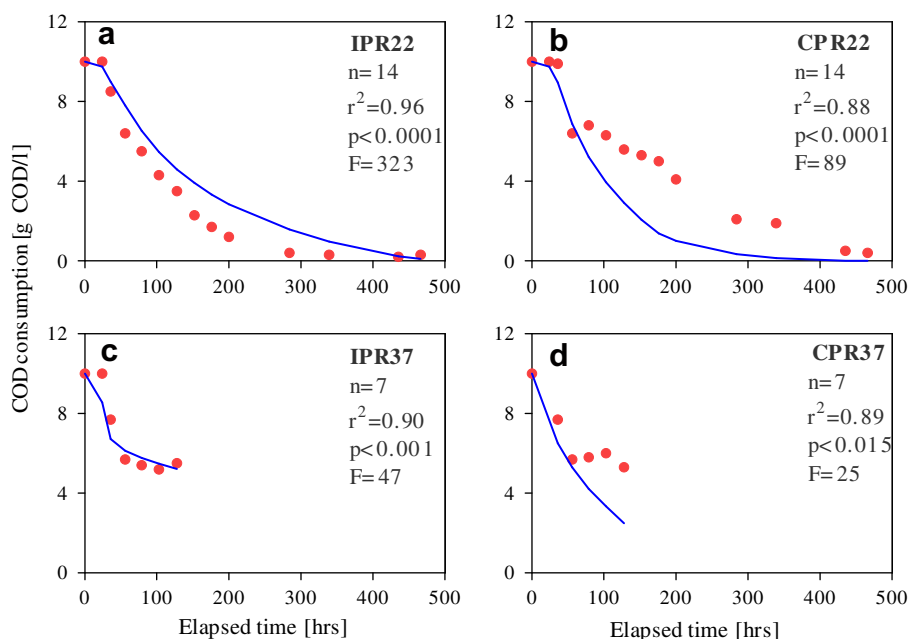 COD consumption [g COD/l]
12
8
4
0
a
IPR22
n=14
r²=0.96
p<0.0001
F=323
0 100 200 300 400 500
12
8
4
0
b
CPR22
n=14
r²=0.88
p<0.0001
F=89
0 100 200 300 400 500
12
8
4
0
c
IPR37
n=7
r²=0.90
p<0.001
F=47
0 100 200 300 400 500
Elapsed time [hrs]
12
8
4
0
d
CPR37
n=7
r²=0.89
p<0.015
F=25
0 100 200 300 400 500
Elapsed time [hrs]